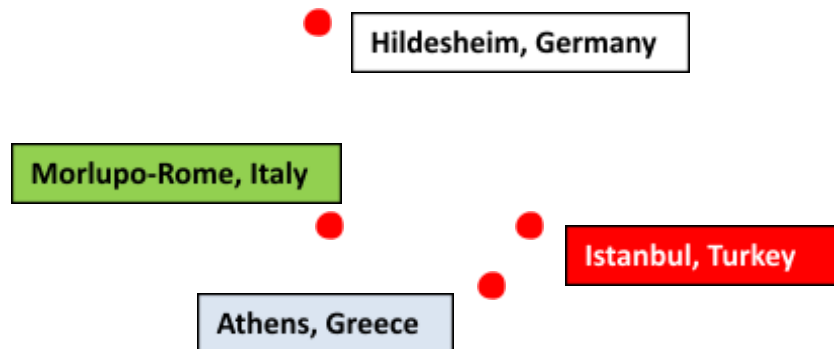 Hildesheim, Germany
Morlupo-Rome, Italy
Istanbul, Turkey
Athens, Greece